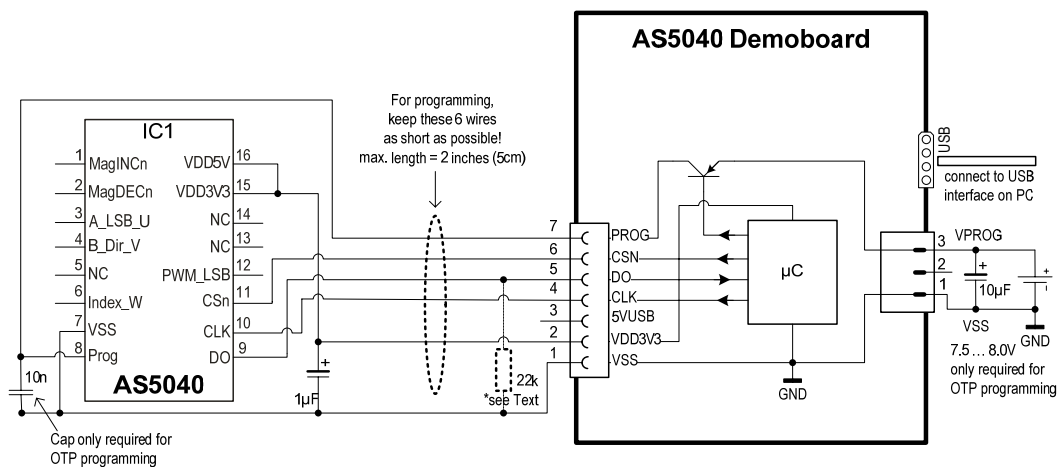 AS5040 Demoboard
IC1
1 MagINCn
2 MagDECn
3 A_LSB_U
4 B_Dir_V
5 NC
6 Index_W
7 VSS
8 Prog
VDD5V 16
VDD3V3 15
NC 14
NC 13
PWM_LSB 12
CSn 11
CLK 10
DO 9
AS5040
10n
Cap only required for
OTP programming
+
1µF
For programming,
keep these 6 wires
as short as possible!
max. length = 2 inches (5cm)
22k
*see Text
7 PROG
6 CSN
5 DO
4 CLK
3 5VUSB
2 VDD3V3
1 VSS
µC
GND
USB
connect to USB
interface on PC
3 VPROG
2
1
+
10µF
+
-
VSS
GND
7.5 ... 8.0V
only required for
OTP programming